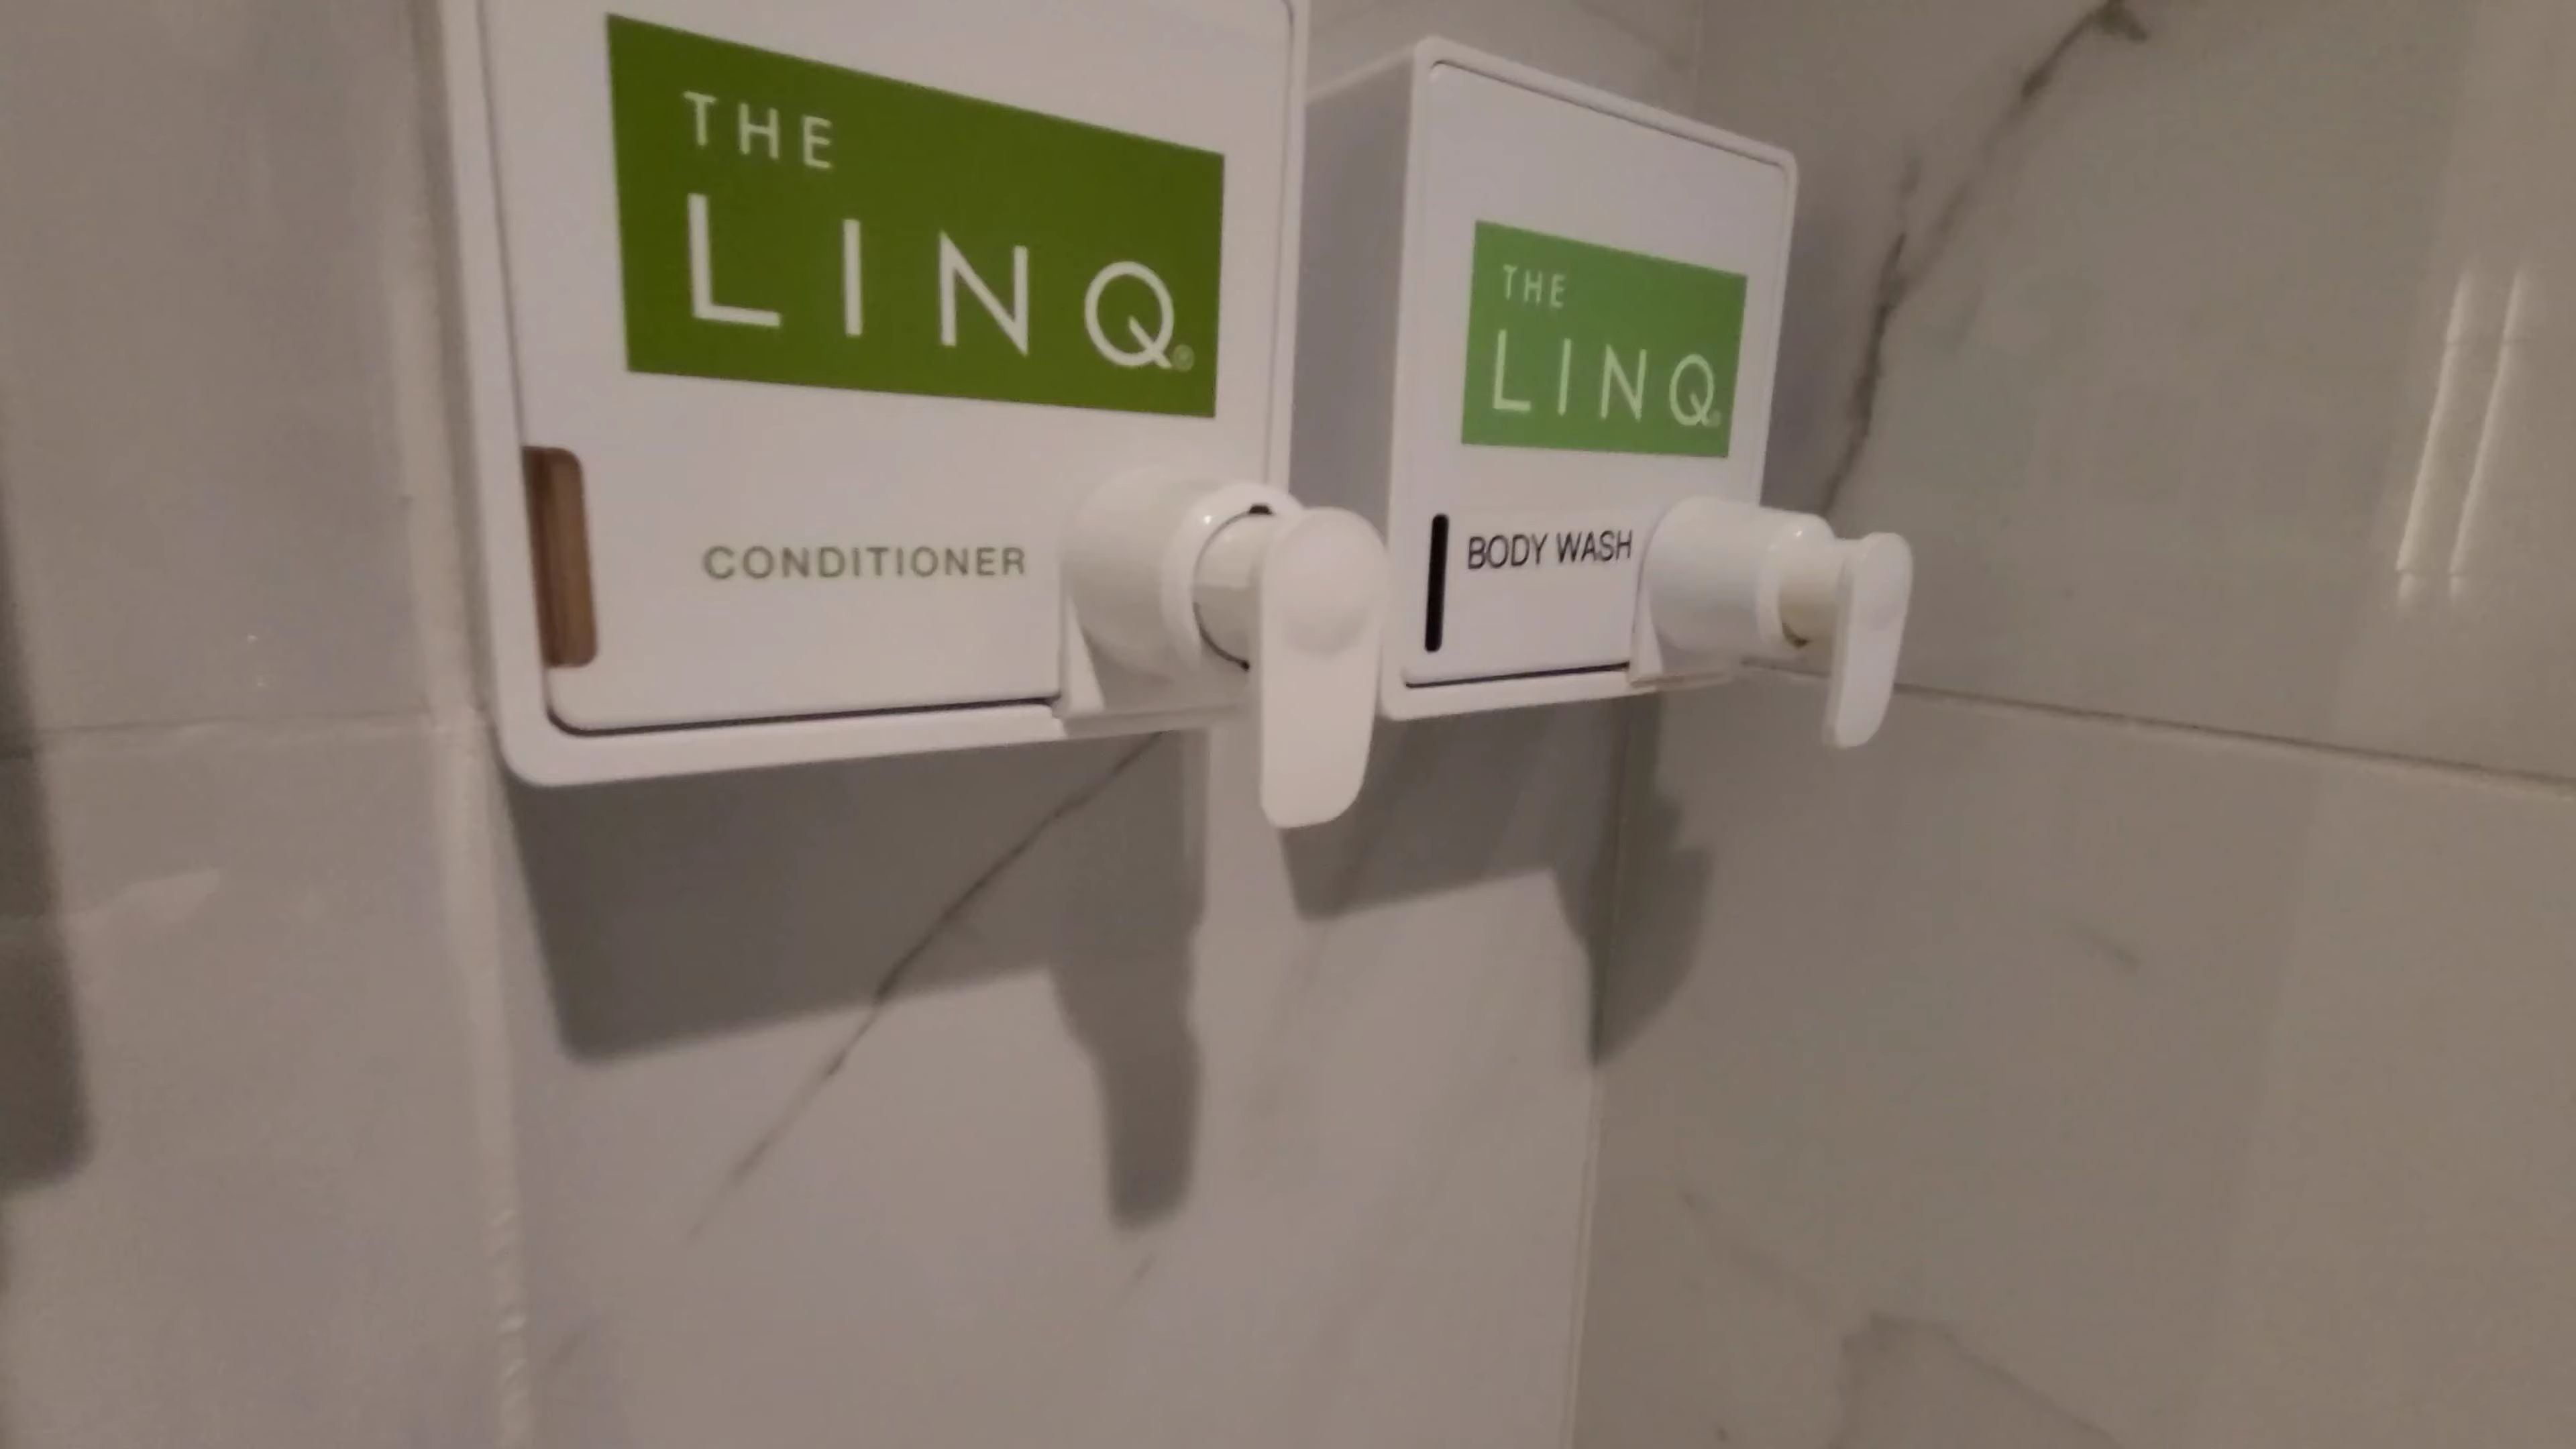 THE
LINQ®
CONDITIONER
THE
LINQ®
BODY WASH